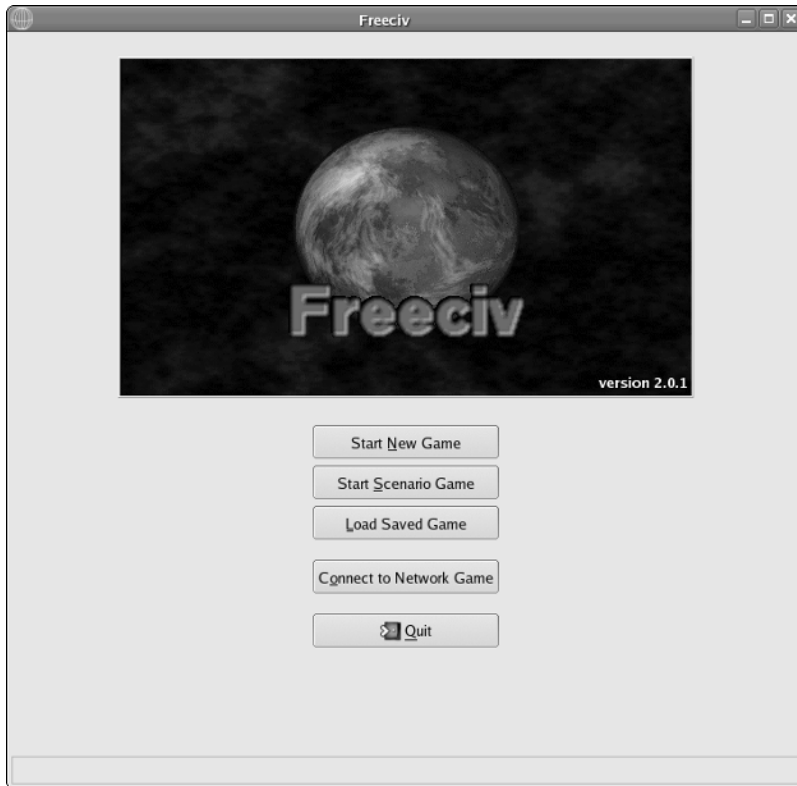 Freeciv
Freeciv
version 2.0.1
Start New Game
Start Scenario Game
Load Saved Game
Connect to Network Game
Quit